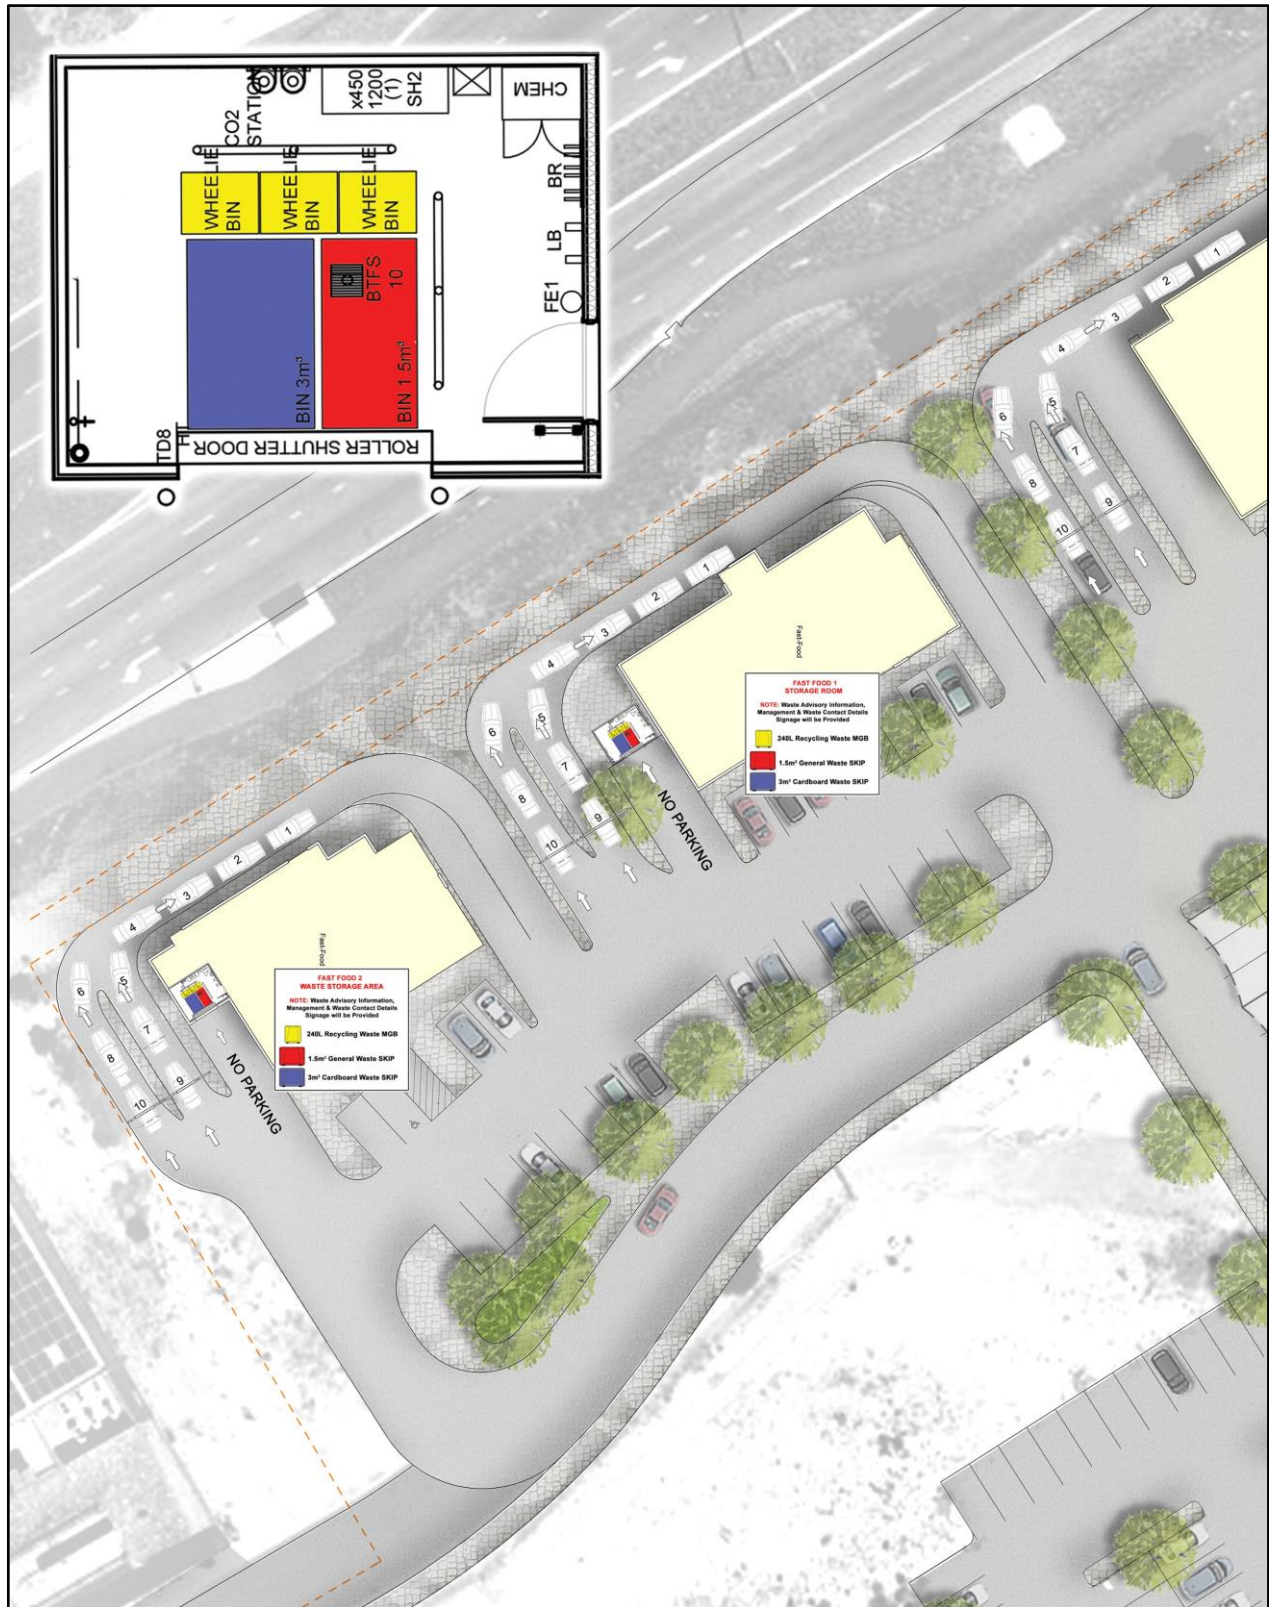 CO2
STATION
x450
1200
(1)
SH2
CHEM
WHEELIE
BIN
WHEELIE
BIN
WHEELIE
BIN
BR
LB
FE1
BTFS
10
BIN 3m³
BIN 1.5m³
TD8
H
ROLLER SHUTTER DOOR
1
2
3
4
5
6
7
8
9
10
1
2
3
4
5
6
7
8
9
10
Fast-Food
FAST FOOD 1
STORAGE ROOM
NOTE: Waste Advisory Information,
Management & Waste Contact Details
Signage will be Provided
240L Recycling Waste MGB
1.5m³ General Waste SKIP
3m³ Cardboard Waste SKIP
NO PARKING
1
2
3
4
5
6
7
8
9
10
Fast-Food
FAST FOOD 2
WASTE STORAGE AREA
NOTE: Waste Advisory Information,
Management & Waste Contact Details
Signage will be Provided
240L Recycling Waste MGB
1.5m³ General Waste SKIP
3m³ Cardboard Waste SKIP
NO PARKING